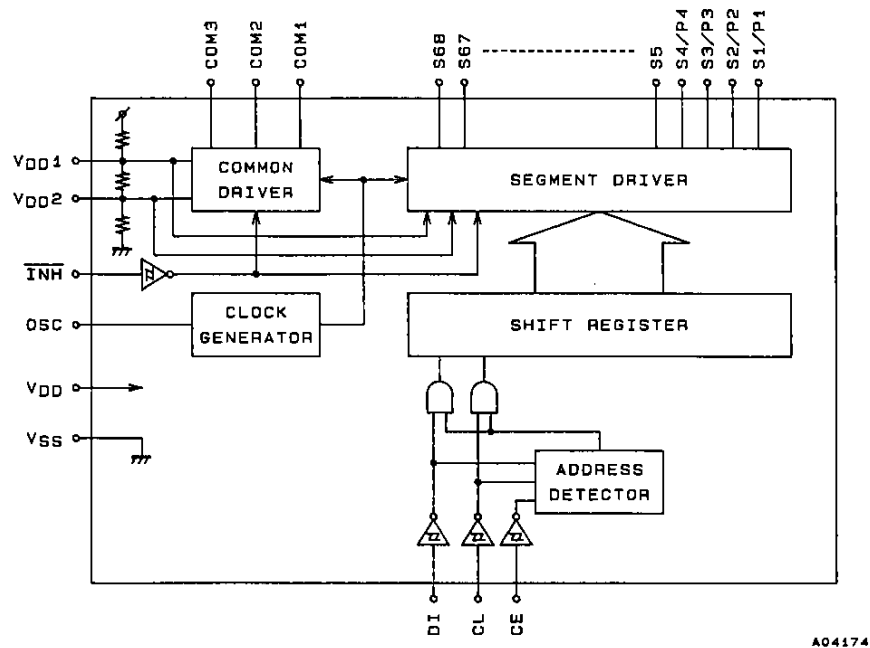 COM3
COM2
COM1
S68
S67
S5
S4/P4
S3/P3
S2/P2
S1/P1
VDD1
VDD2
INH
OSC
VDD
VSS
COMMON
DRIVER
SEGMENT DRIVER
CLOCK
GENERATOR
SHIFT REGISTER
ADDRESS
DETECTOR
DI
CL
CE
A04174